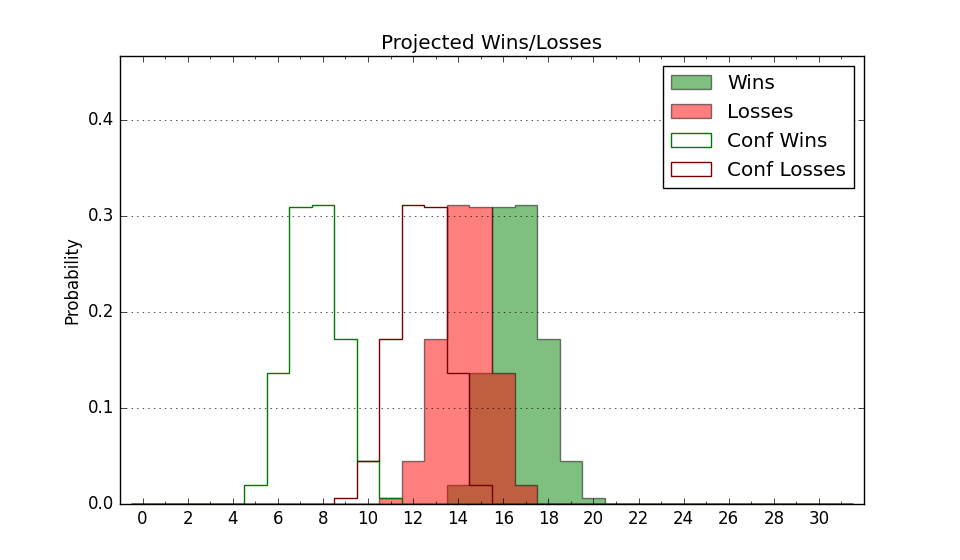 Projected Wins/Losses
Wins
Losses
Conf Wins
Conf Losses
Probability
0.4
0.3
0.2
0.1
0.0
0 2 4 6 8 10 12 14 16 18 20 22 24 26 28 30